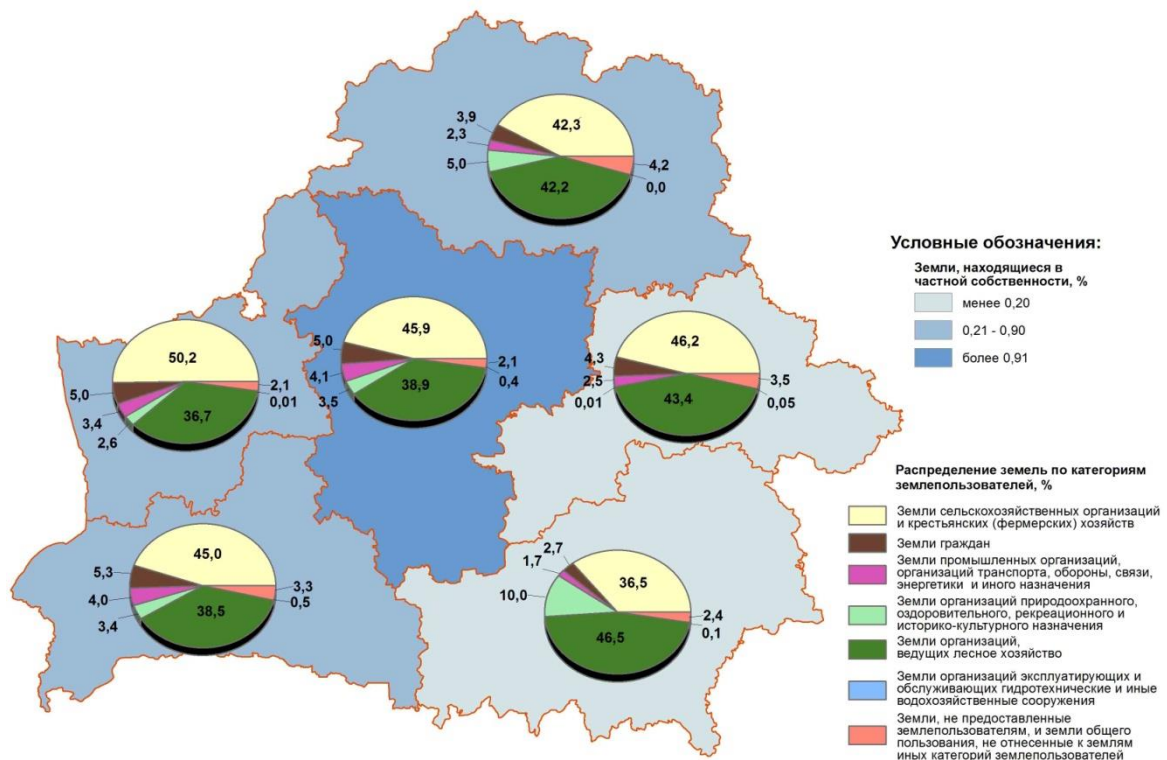 3,9
42,3
2,3
5,0
4,2
0,0
42,2
5,0
45,9
4,1
3,5
2,1
0,4
38,9
4,3
46,2
2,5
0,01
3,5
0,05
43,4
50,2
5,0
3,4
2,6
2,1
0,01
36,7
45,0
5,3
4,0
3,4
3,3
0,5
38,5
2,7
1,7
36,5
10,0
2,4
0,1
46,5
Условные обозначения:
Земли, находящиеся в
частной собственности, %
менее 0,20
0,21 - 0,90
более 0,91
Распределение земель по категориям
землепользователей, %
Земли сельскохозяйственных организаций
и крестьянских (фермерских) хозяйств
Земли граждан
Земли промышленных организаций,
организаций транспорта, обороны, связи,
энергетики и иного назначения
Земли организаций природоохранного,
оздоровительного, рекреационного и
историко-культурного назначения
Земли организаций,
ведущих лесное хозяйство
Земли организаций эксплуатирующих и
обслуживающих гидротехнические и иные
водохозяйственные сооружения
Земли, не предоставленные
землепользователям, и земли общего
пользования, не отнесенные к землям
иных категорий землепользователей